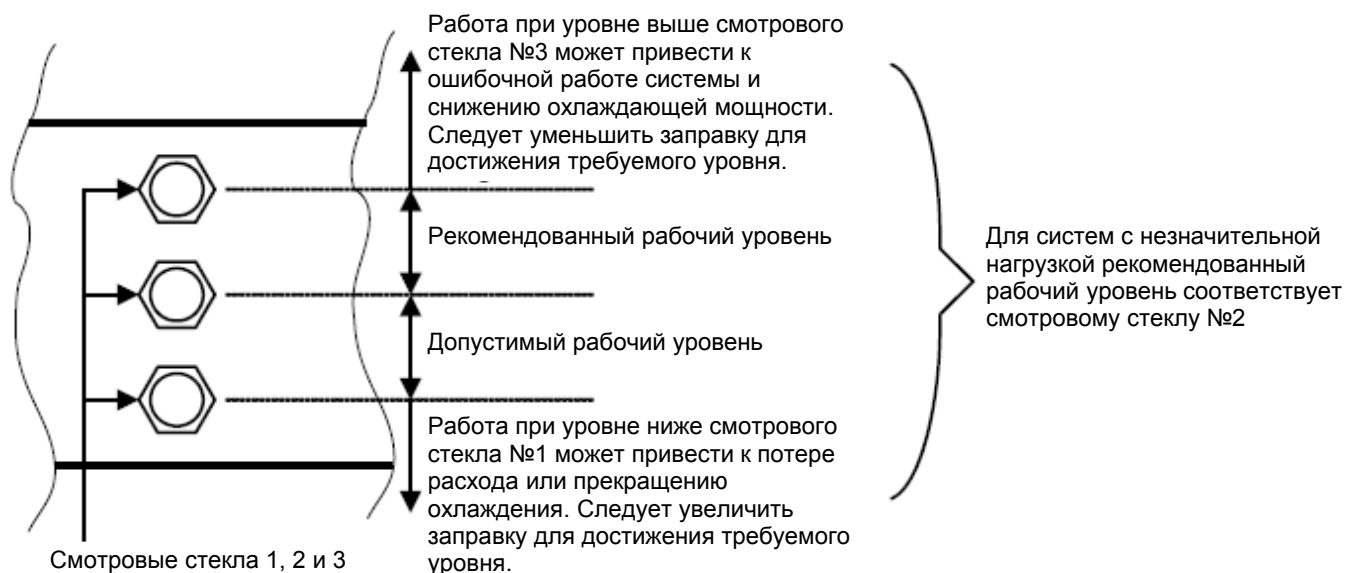 Работа при уровне выше смотрового
стекла №3 может привести к
ошибочной работе системы и
снижению охлаждающей мощности.
Следует уменьшить заправку для
достижения требуемого уровня.
Рекомендованный рабочий уровень
Допустимый рабочий уровень
Работа при уровне ниже смотрового
стекла №1 может привести к потере
расхода или прекращению
охлаждения. Следует увеличить
заправку для достижения требуемого
уровня.
Смотровые стекла 1, 2 и 3
Для систем с незначительной
нагрузкой рекомендованный
рабочий уровень соответствует
смотровому стеклу №2